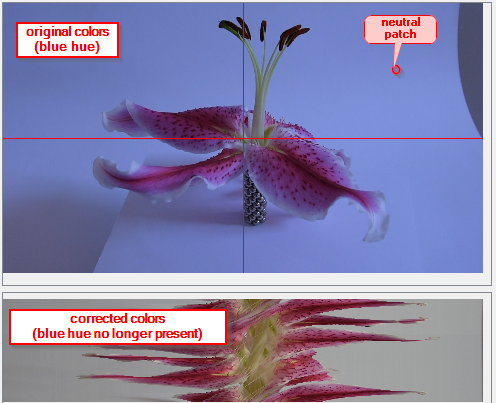 original colors
(blue hue)
neutral
patch
corrected colors
(blue hue no longer present)